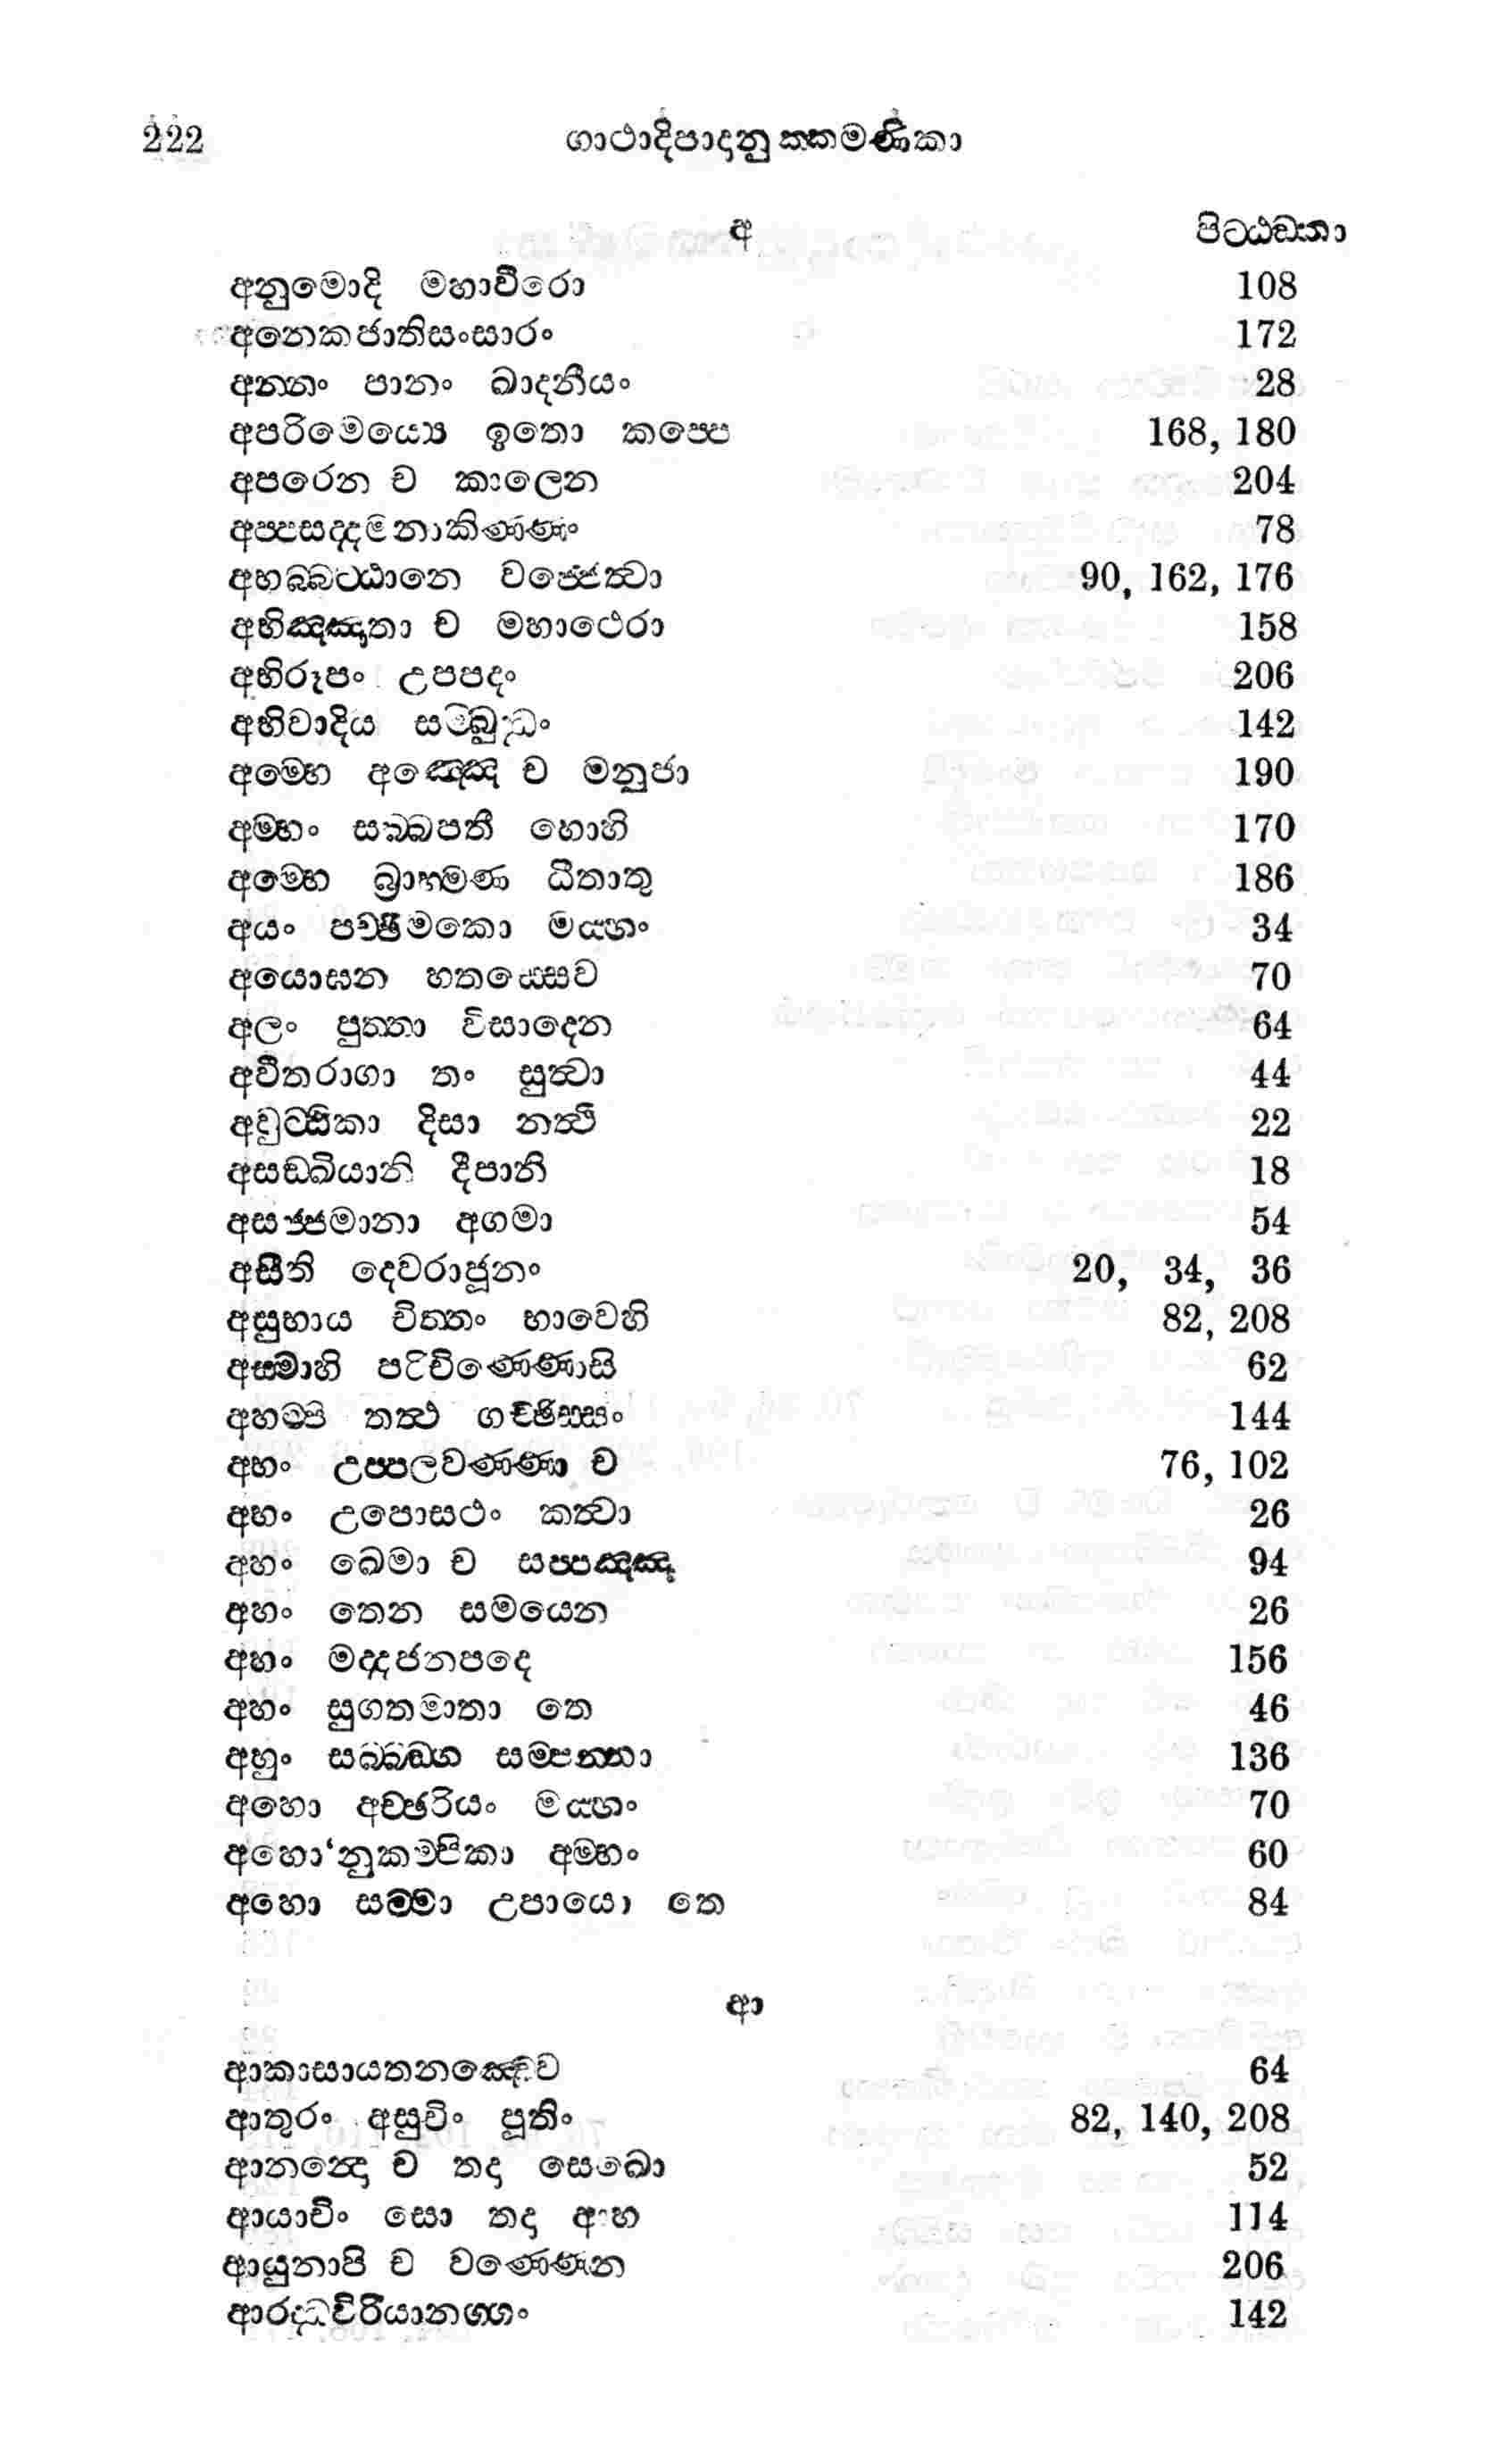 222 ගාථාදිපාදානුක්කමණිකා
අ පිට්ඨඞ්කා
අනුමොදි මහාවීරො 108
අනෙකජාතිසංසාරං 172
අන්නං පානං ඛාදනීයං 28
අපරිමෙය්‍යෙ ඉතො කප්පෙ 168, 180
අපරෙන ච කාලෙන 204
අප්පසද්දමනාකිණ්ණං 78
අභබ්බට්ඨානෙ වජ්ජෙත්‍වා 90, 162, 176
අභිඤ්ඤාතා ච මහාථෙරා 158
අභිරූපං උපපදං 206
අභිවාදිය සම්බුද්ධං 142
අම්හෙ අඤ්ඤෙ ච මනුජා 190
අම්හං සබ්බපතී හොහි 170
අම්හෙ බ්‍රාහ්මණ ධීතාතු 186
අයං පච්ඡිමකො මය්හං 34
අයොඝන හතස්සෙව 70
අලං පුත්තා විසාදෙන 64
අවීතරාගා තං සුත්‍වා 44
අවුට්ඨිකා දිසා නත්‍ථි 22
අසඞ්ඛියානි දීපානි 18
අසජ්ජමානා අගමා 54
අසීති දෙවරාජූනං 20, 34, 36
අසුභාය චිත්තං භාවෙහි 82, 208
අස්මාහි පටිචිණ්ණොසි 62
අහම්පි තත්‍ථ ගච්ඡිස්සං 144
අහං උප්පලවණ්ණා ච 76, 102
අහං උපොසථං කත්‍වා 26
අහං ඛෙමා ච සප්පඤ්ඤ 94
අහං තෙන සමයෙන 26
අහං මද්දජනපදෙ 156
අහං සුගතමාතා තෙ 46
අහුං සබ්බඞ්ග සම්පන්නා 136
අහො අච්ඡරියං මය්හං 70
අහො‘නුකම්පිකා අම්හං 60
අහො සම්මා උපායො තෙ 84
ආ
ආකාසායතනඤ්චෙව 64
ආතුරං අසුචිං පූතිං 82, 140, 208
ආනන්‍දො ච තදා සෙඛො 52
ආයාචිං සො තදා ආහ 114
ආයුනාපි ච වණ්ණෙන 206
ආරද්ධවිරියානග්ගං 142